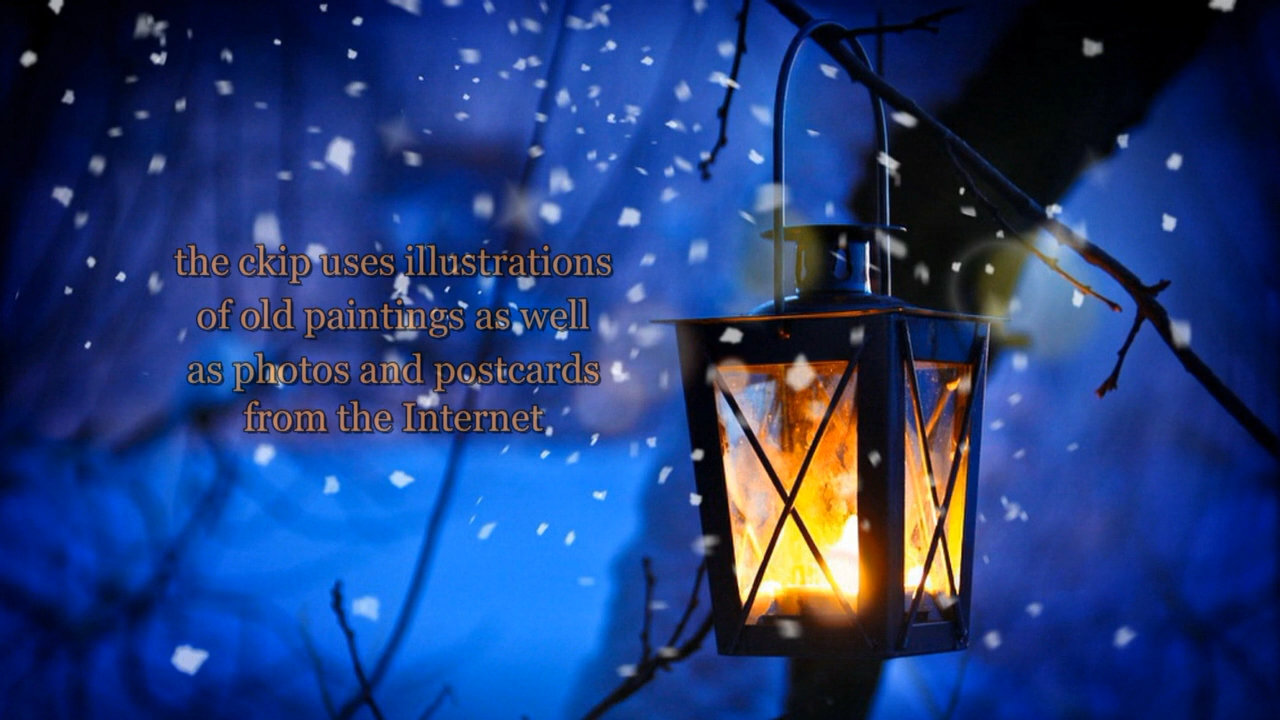 the ckip uses illustrations
of old paintings as well
as photos and postcards
from the Internet